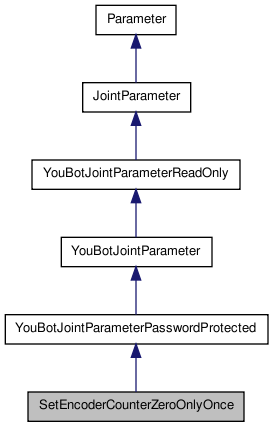 Parameter
JointParameter
YouBotJointParameterReadOnly
YouBotJointParameter
YouBotJointParameterPasswordProtected
SetEncoderCounterZeroOnlyOnce